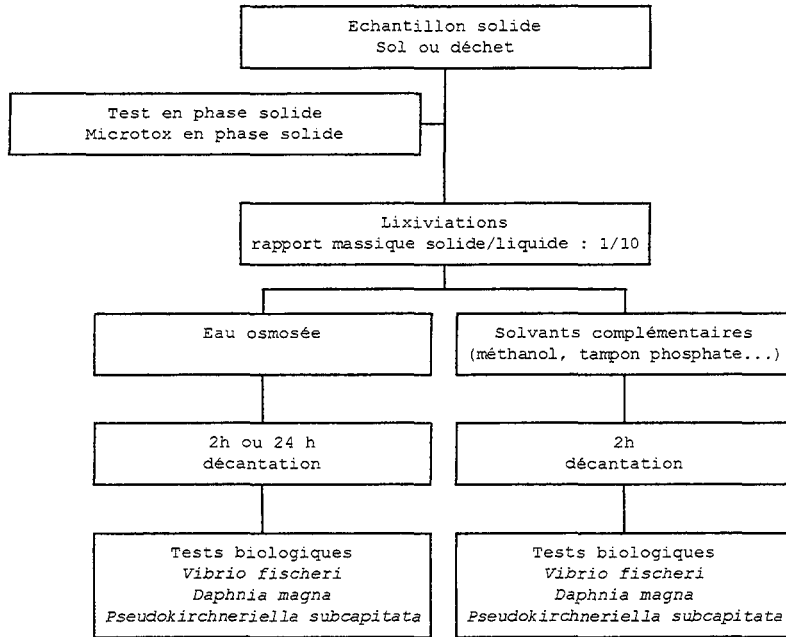 Echantillon solide
Sol ou déchet
Test en phase solide
Microtox en phase solide
Lixiviations
rapport massique solide/liquide : 1/10
Eau osmosée
Solvants complémentaires
(méthanol, tampon phosphate...)
2h ou 24 h
décantation
2h
décantation
Tests biologiques
Vibrio fischeri
Daphnia magna
Pseudokirchneriella subcapitata
Tests biologiques
Vibrio fischeri
Daphnia magna
Pseudokirchneriella subcapitata